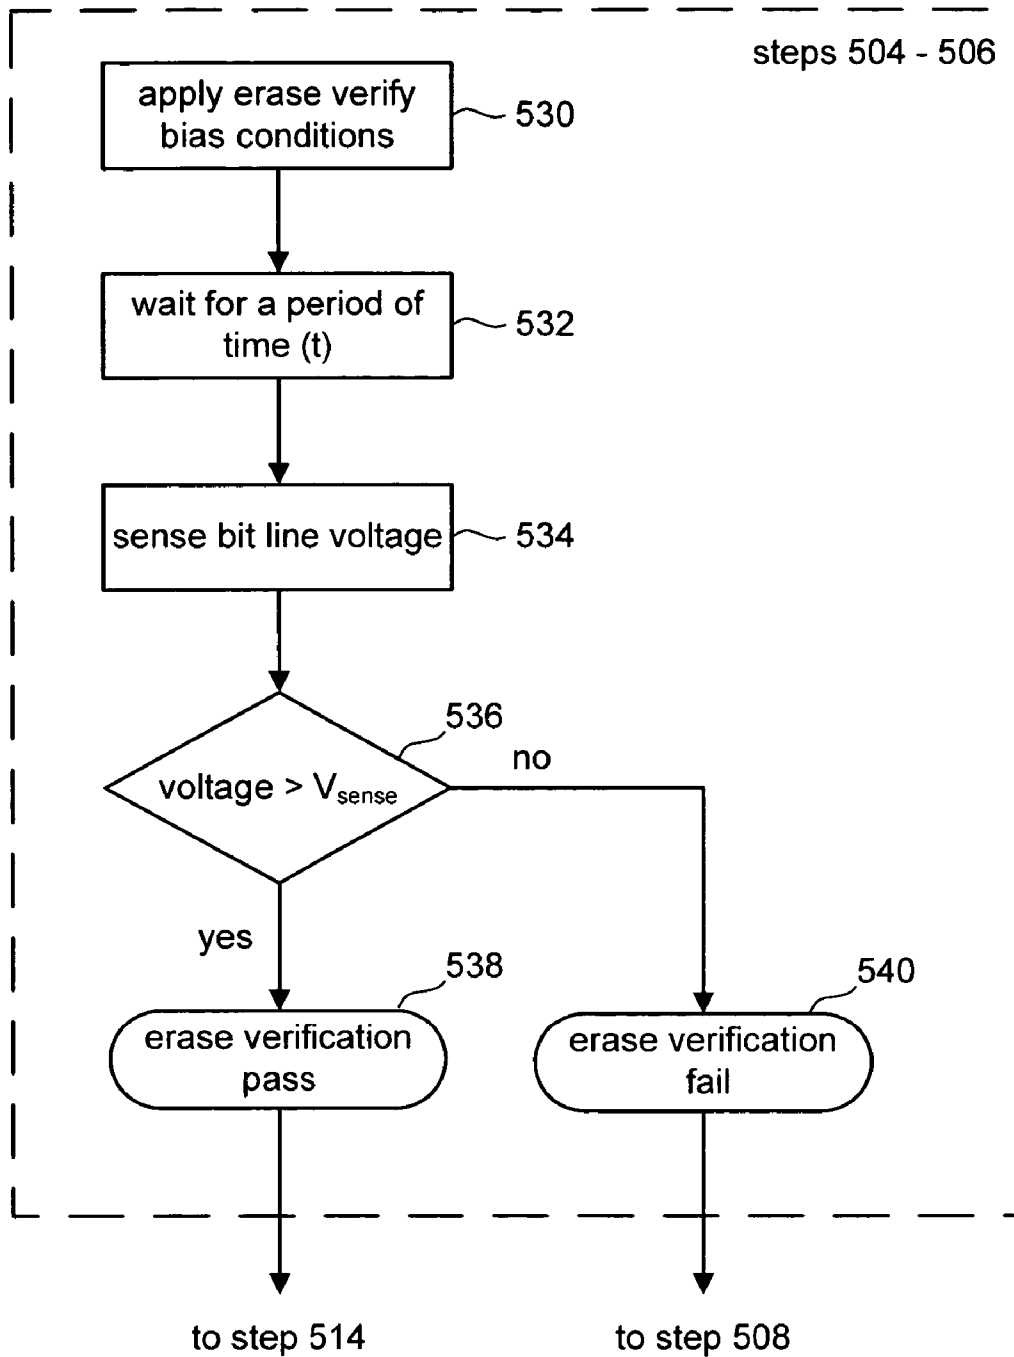 steps 504 - 506
apply erase verify
bias conditions
530
wait for a period of
time (t)
532
sense bit line voltage
534
536
voltage > Vsense
no
yes
538
erase verification
pass
540
erase verification
fail
to step 514
to step 508